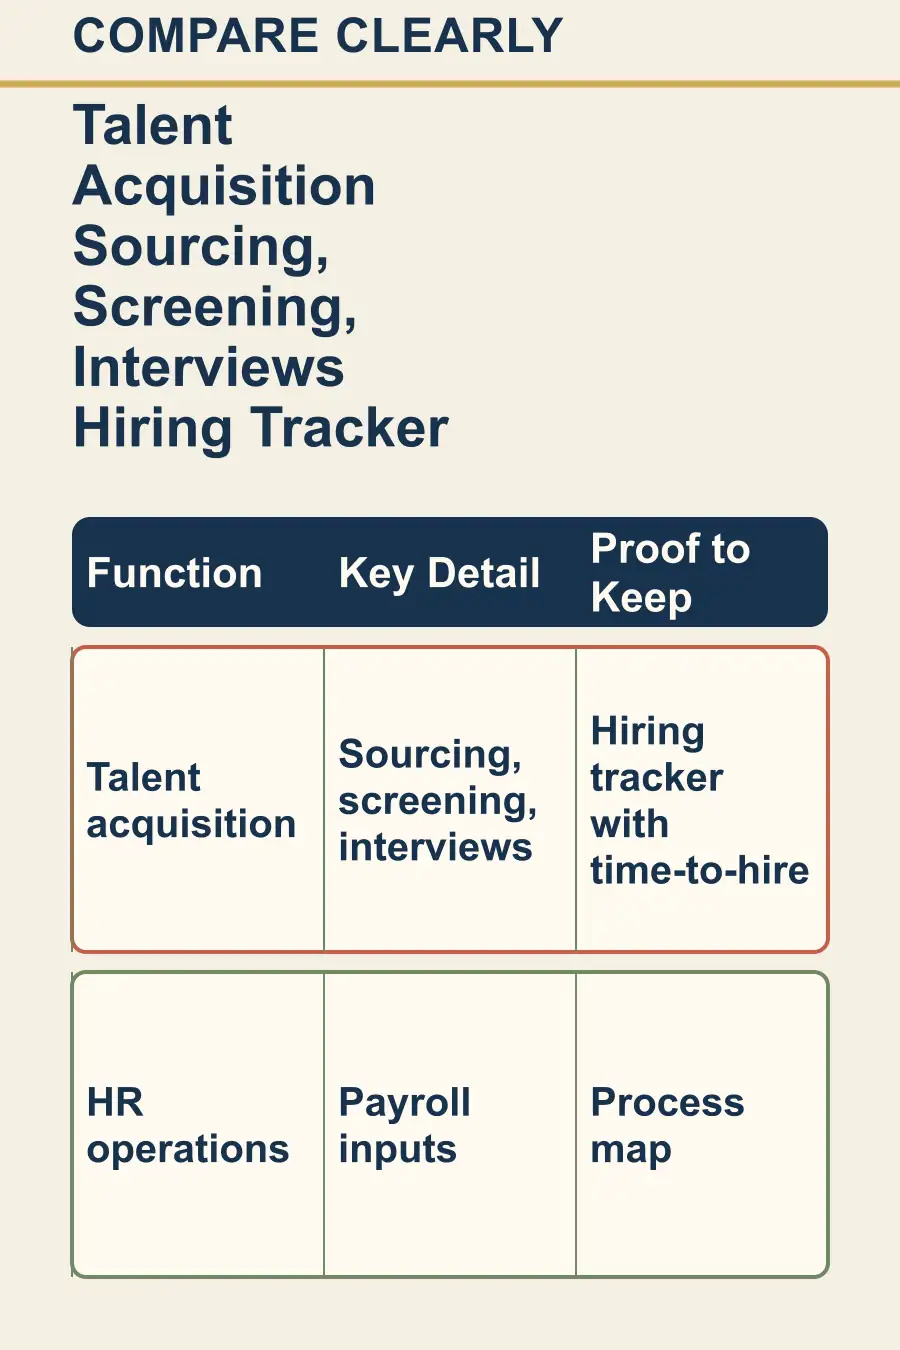 COMPARE CLEARLY
Talent
Acquisition
Sourcing,
Screening,
Interviews
Hiring Tracker
Function
Key Detail
Proof to
Keep
Talent
acquisition
Sourcing,
screening,
interviews
Hiring
tracker
with
time-to-hire
HR
operations
Payroll
inputs
Process
map